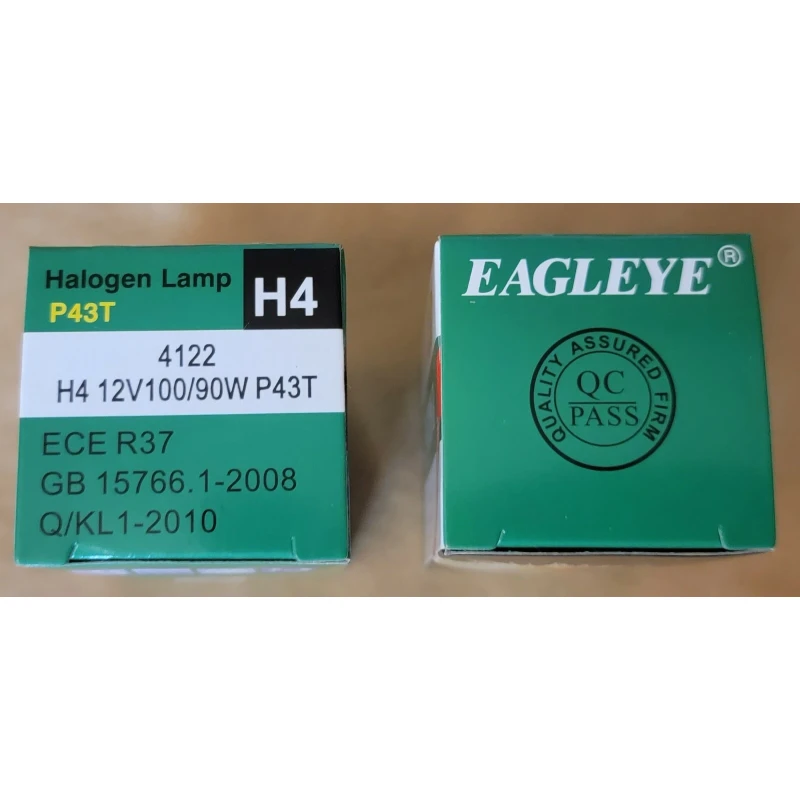 Halogen Lamp
P43T
H4
4122
H4 12V100/90W P43T
ECE R37
GB 15766.1-2008
Q/KL1-2010
EAGLEYE®
QUALITY ASSURED FIRM
QC
PASS